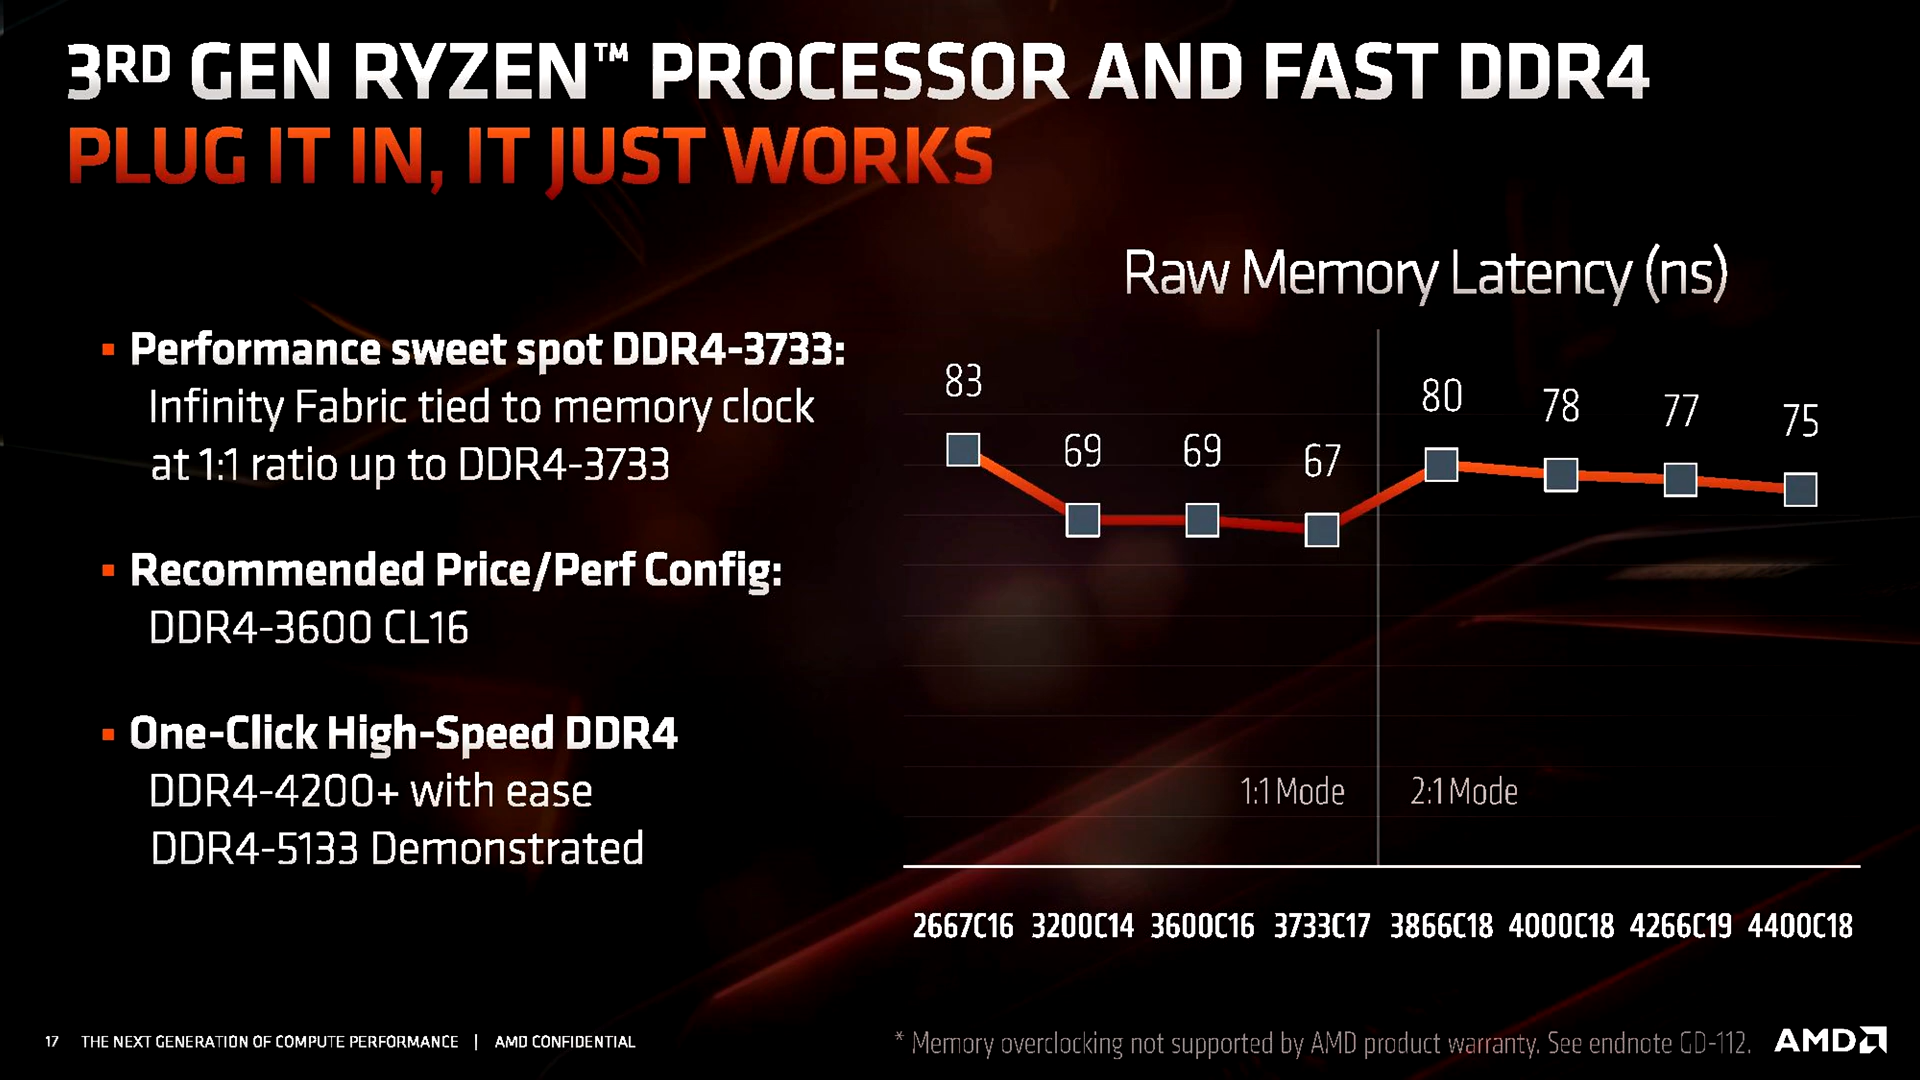 3RD GEN RYZEN™ PROCESSOR AND FAST DDR4
PLUG IT IN, IT JUST WORKS
▪ Performance sweet spot DDR4-3733:
Infinity Fabric tied to memory clock
at 1:1 ratio up to DDR4-3733
▪ Recommended Price/Perf Config:
DDR4-3600 CL16
▪ One-Click High-Speed DDR4
DDR4-4200+ with ease
DDR4-5133 Demonstrated
Raw Memory Latency (ns)
83 69 69 67 80 78 77 75
1:1 Mode 2:1 Mode
2667C16 3200C14 3600C16 3733C17 3866C18 4000C18 4266C19 4400C18
17 THE NEXT GENERATION OF COMPUTE PERFORMANCE | AMD CONFIDENTIAL
* Memory overclocking not supported by AMD product warranty. See endnote GD-112.
AMD